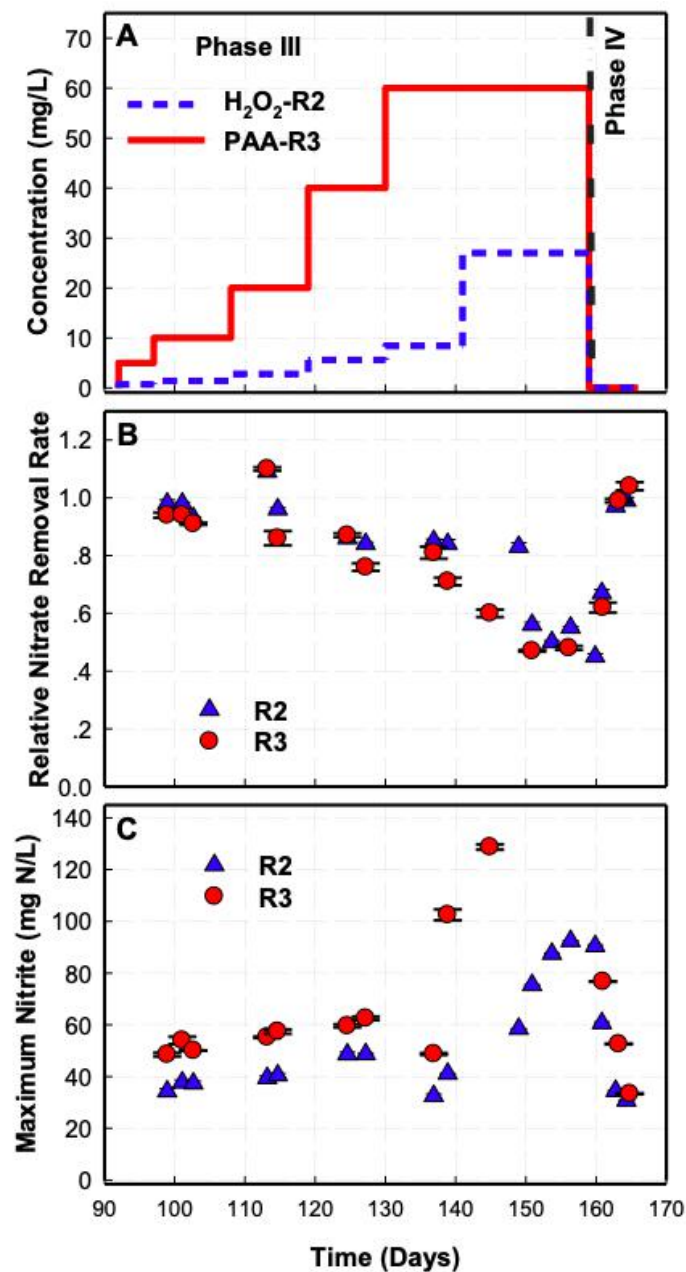 A
Phase III
H₂O₂-R2
PAA-R3
Phase IV
Concentration (mg/L)
70
60
50
40
30
20
10
0
B
Relative Nitrate Removal Rate
1.2
1.0
.8
.6
.4
.2
0.0
R2
R3
C
Maximum Nitrite (mg N/L)
140
120
100
80
60
40
20
0
R2
R3
90 100 110 120 130 140 150 160 170
Time (Days)